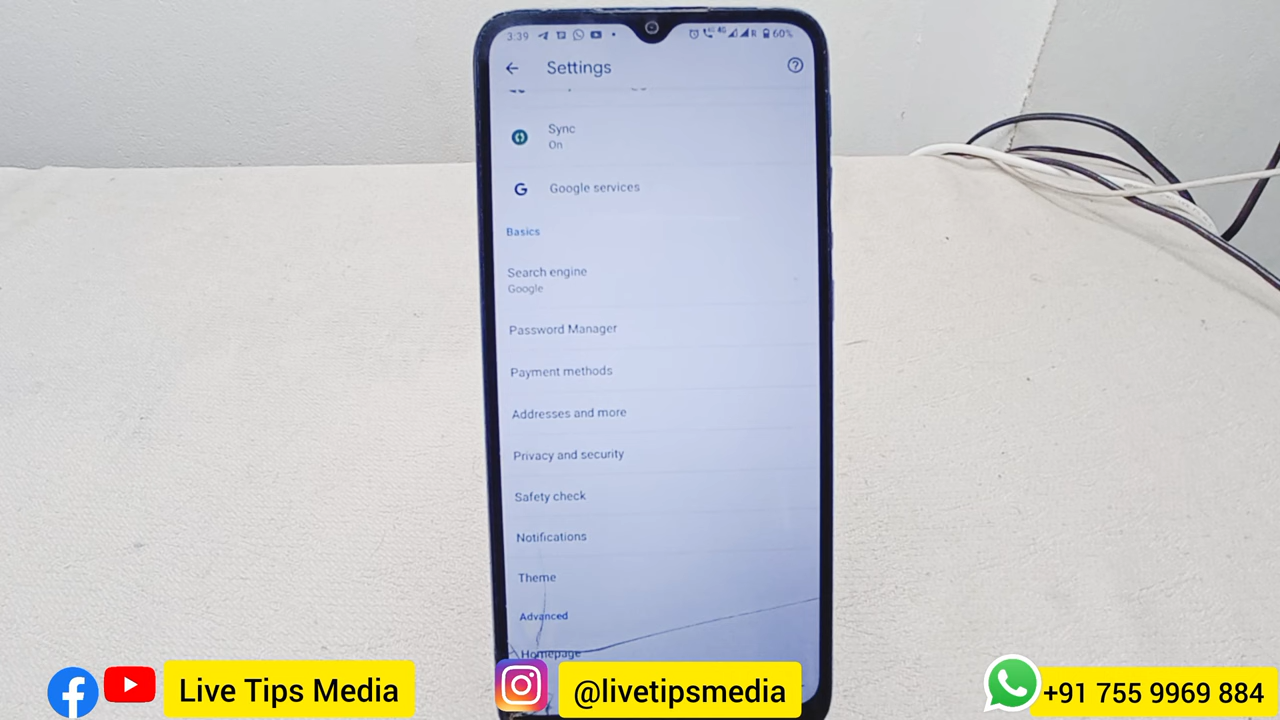 3:39
4G
R
60%
Settings
Sync
On
Google services
Basics
Search engine
Google
Password Manager
Payment methods
Addresses and more
Privacy and security
Safety check
Notifications
Theme
Advanced
Homepage
Live Tips Media
@livetipsmedia
+91 755 9969 884